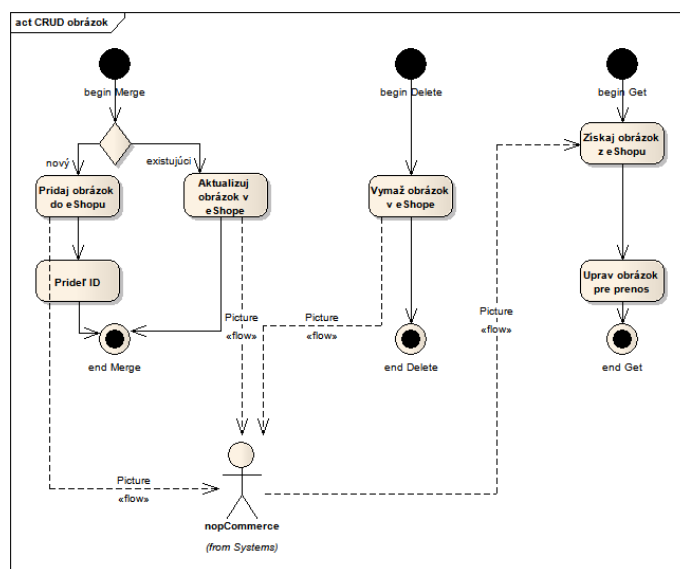 act CRUD obrázok
begin Merge
begin Delete
begin Get
nový
existujúci
Pridaj obrázok
do eShopu
Aktualizuj
obrázok v
eShope
Vymaž obrázok
v eShope
Získaj obrázok
z eShopu
Prideľ ID
Uprav obrázok
pre prenos
Picture
«flow»
Picture
«flow»
Picture
«flow»
end Merge
end Delete
end Get
Picture
«flow»
nopCommerce
(from Systems)